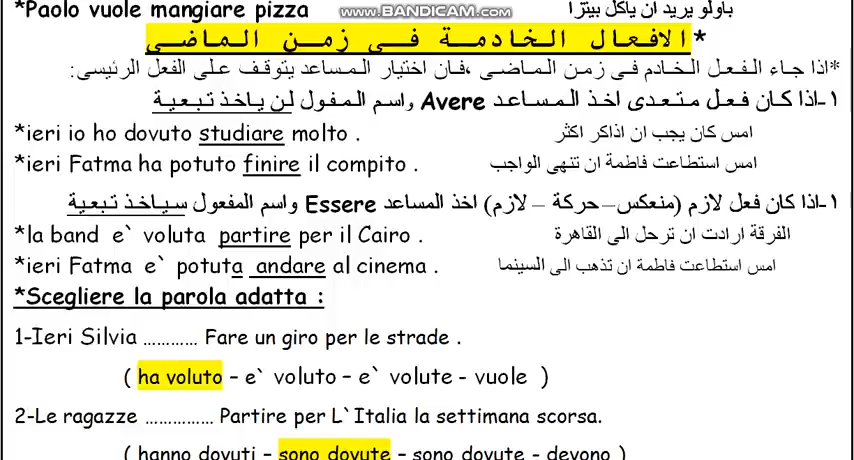 *Paolo vuole mangiare pizza باولو يريد ان ياكل بيتزا
www.BANDICAM.com
*الافعال الخادمة فى زمن الماضى
*اذا جاء الفعل الخادم فى زمن الماضى ،فان اختيار المساعد يتوقف على الفعل الرئيسى:
١-اذا كان فعل متعدى اخذ المساعد Avere واسم المفول لن ياخذ تبعية
*ieri io ho dovuto studiare molto . امس كان يجب ان اذاكر اكثر
*ieri Fatma ha potuto finire il compito . امس استطاعت فاطمة ان تنهى الواجب
١-اذا كان فعل لازم (منعكس–حركة – لازم) اخذ المساعد Essere واسم المفعول سياخذ تبعية
*la band e` voluta partire per il Cairo . الفرقة ارادت ان ترحل الى القاهرة
*ieri Fatma e` potuta andare al cinema . امس استطاعت فاطمة ان تذهب الى السينما
*Scegliere la parola adatta :
1-Ieri Silvia ………… Fare un giro per le strade .
( ha voluto – e` voluto – e` volute - vuole )
2-Le ragazze …………… Partire per L`Italia la settimana scorsa.
( hanno dovuti – sono dovute – sono dovute - devono )